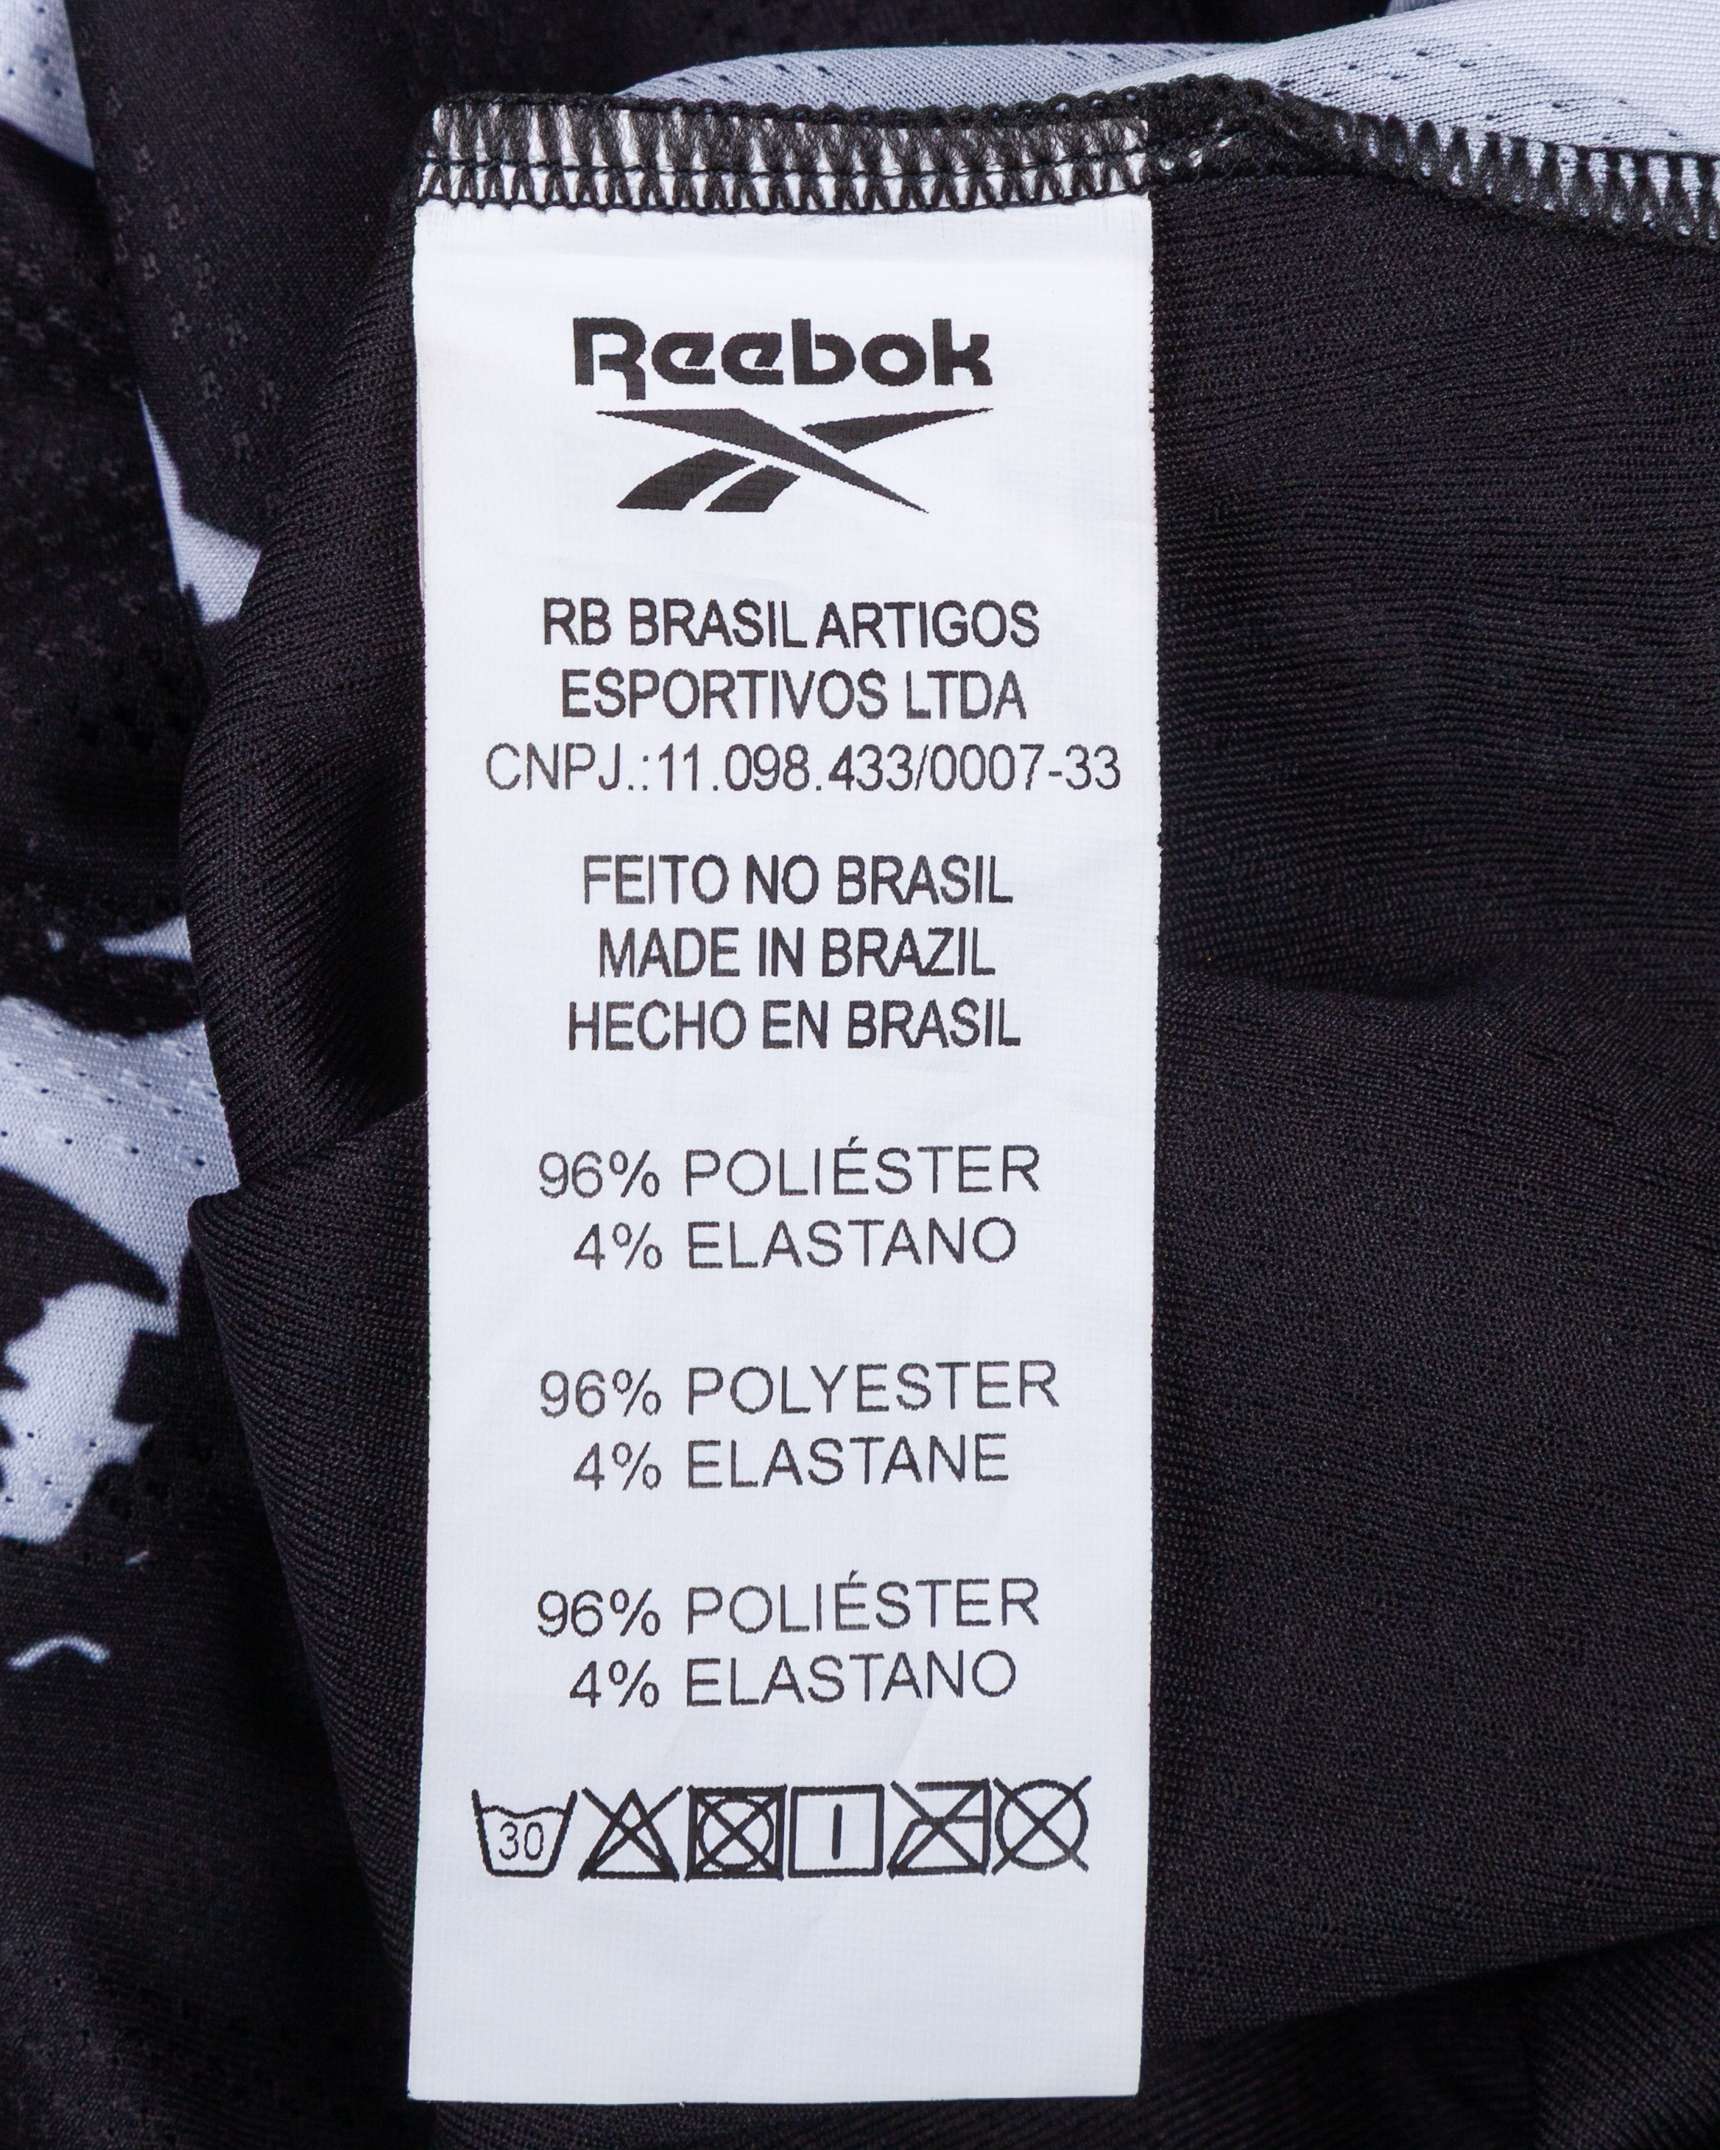 Reebok
RB BRASIL ARTIGOS
ESPORTIVOS LTDA
CNPJ.:11.098.433/0007-33
FEITO NO BRASIL
MADE IN BRAZIL
HECHO EN BRASIL
96% POLIÉSTER
4% ELASTANO
96% POLYESTER
4% ELASTANE
96% POLIÉSTER
4% ELASTANO
30